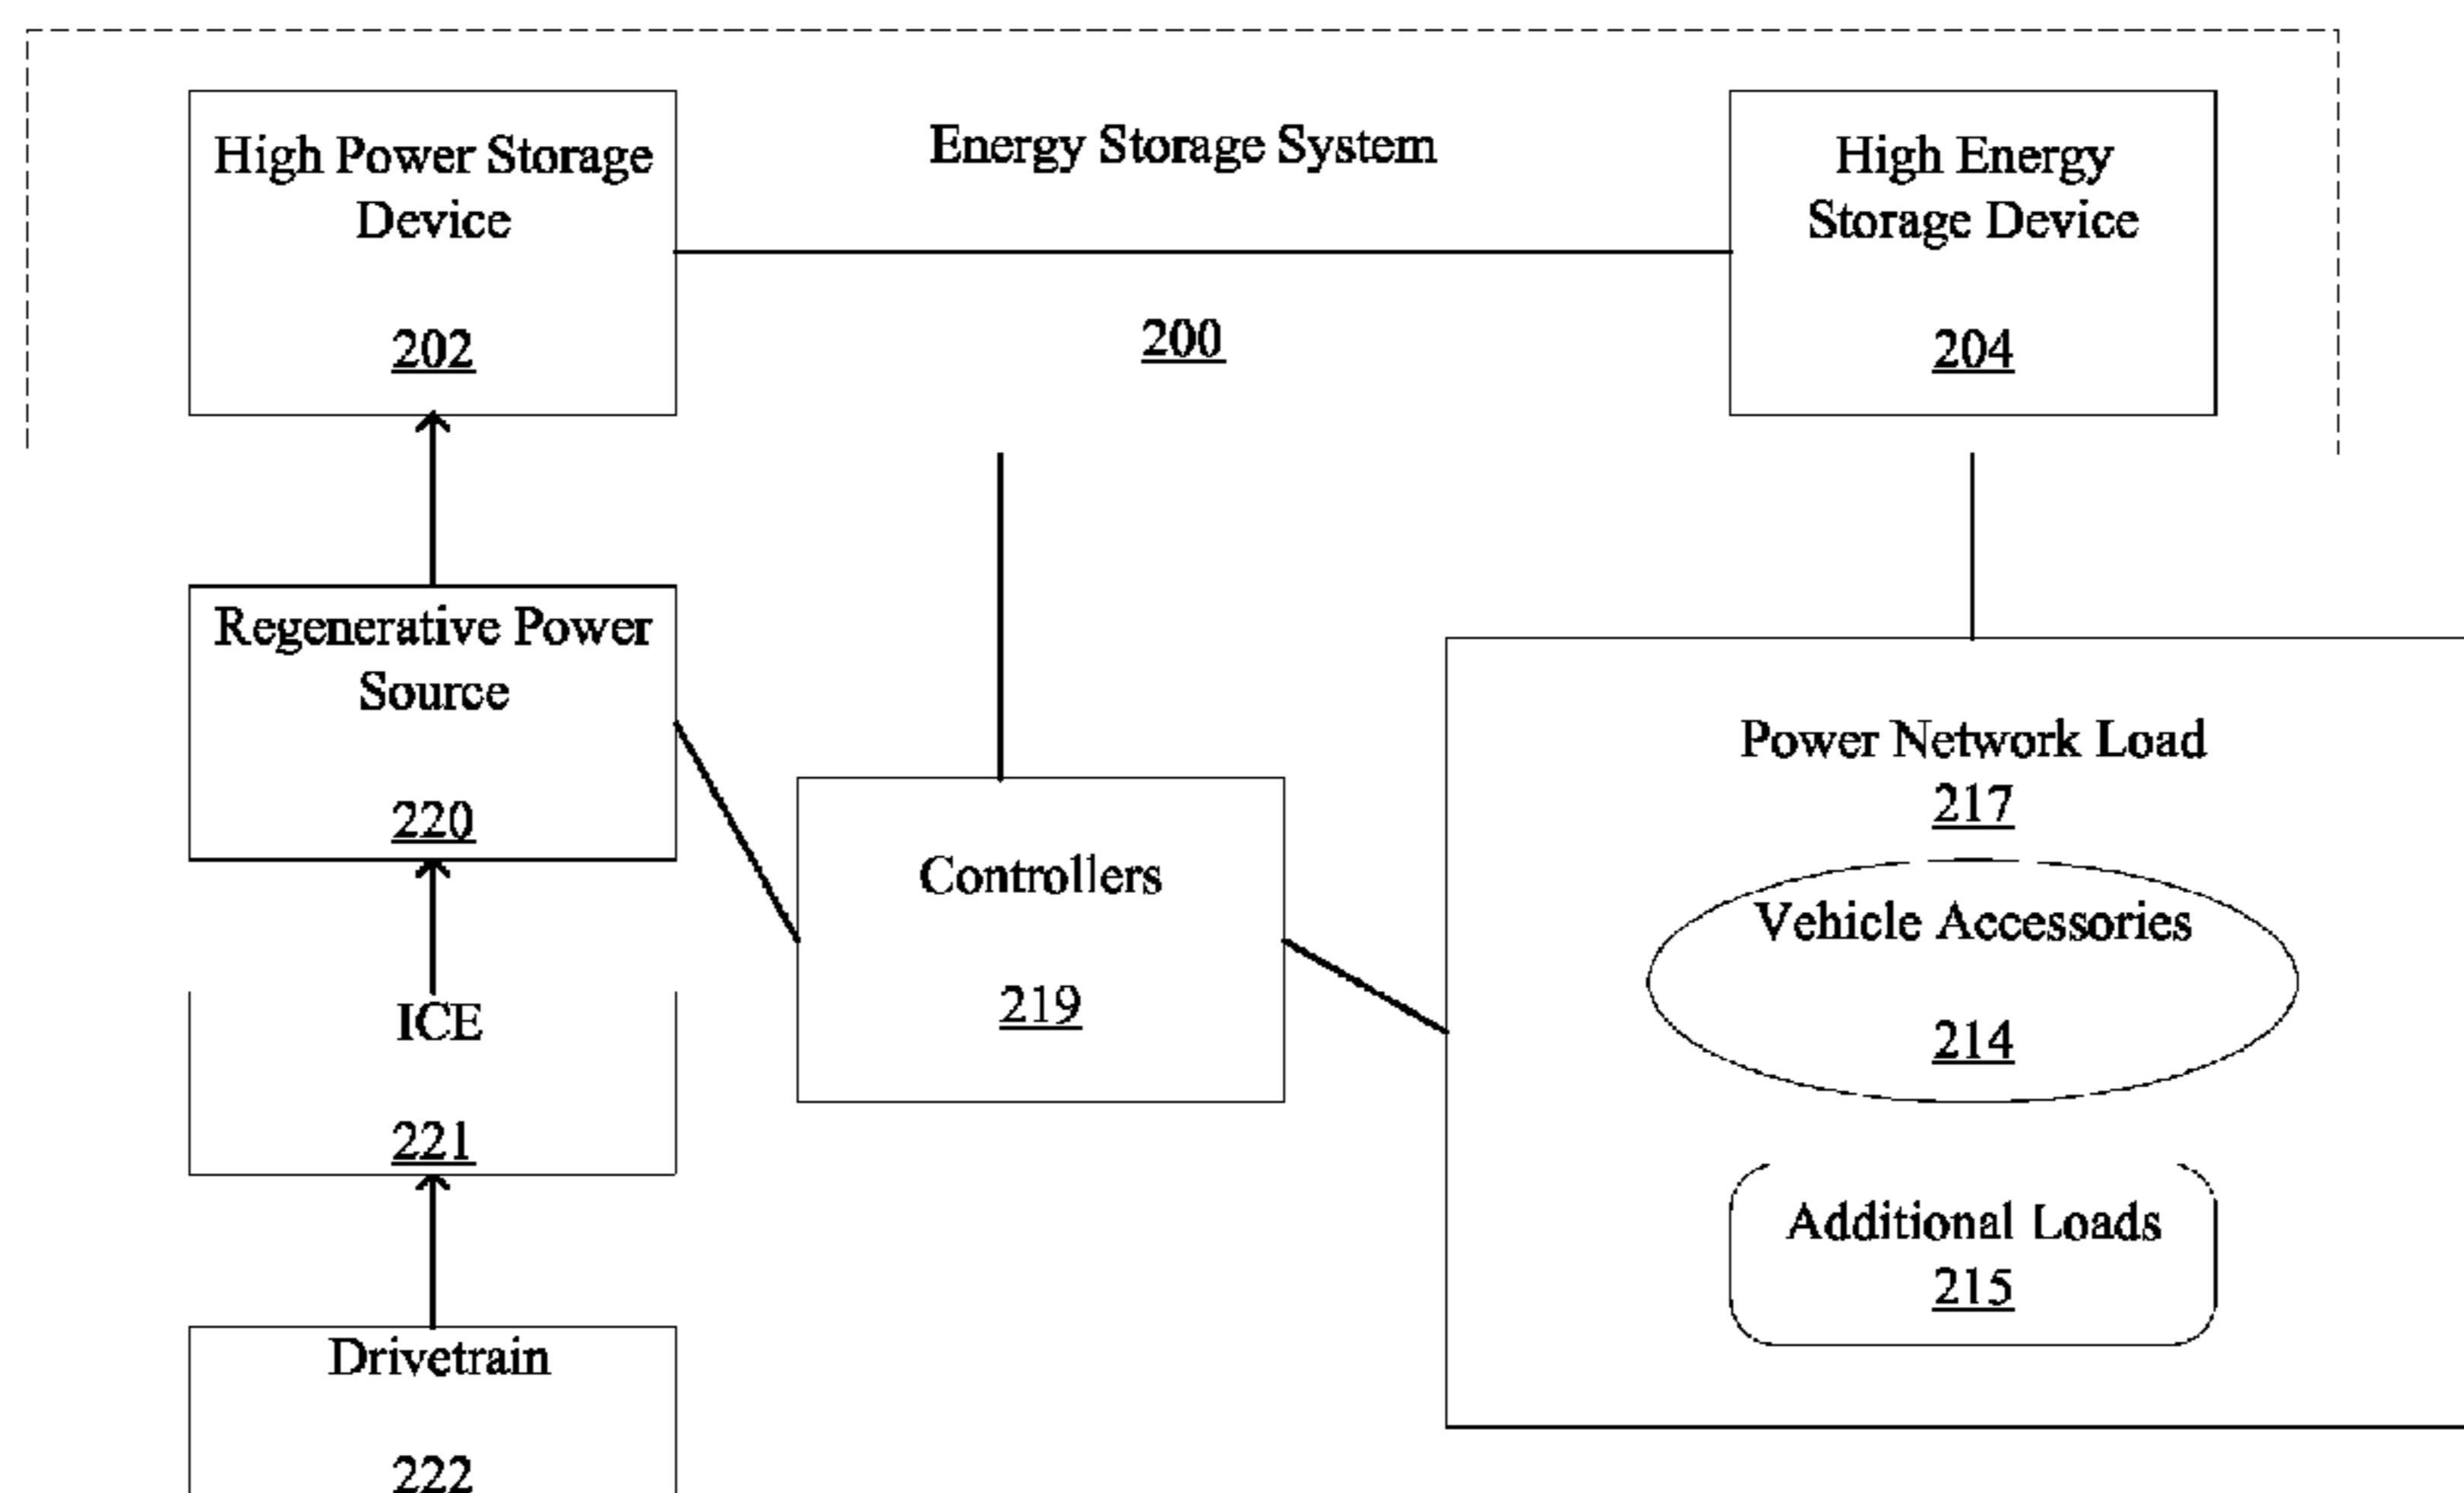 High Power Storage
Device
202
Energy Storage System
200
High Energy
Storage Device
204
Regenerative Power
Source
220
Controllers
219
Power Network Load
217
Vehicle Accessories
214
Additional Loads
215
ICE
221
Drivetrain
222